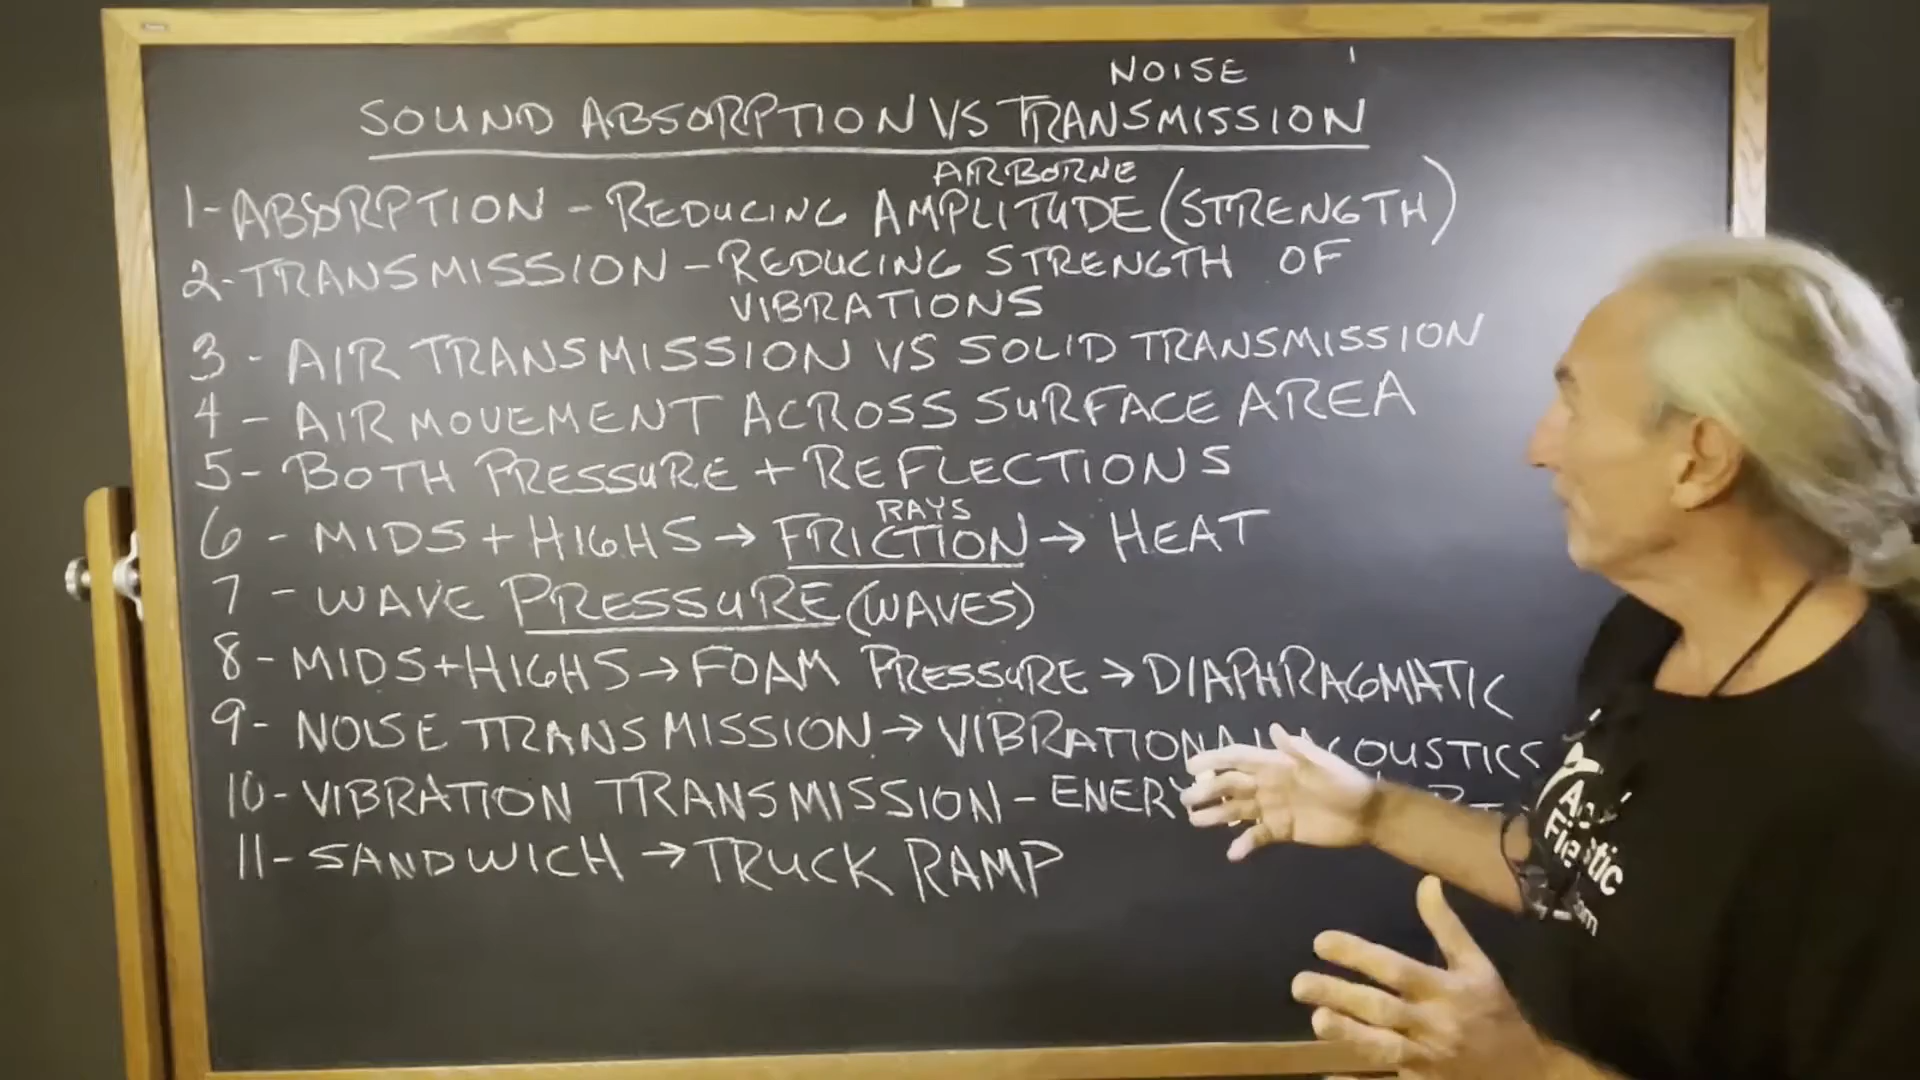 NOISE
SOUND ABSORPTION VS TRANSMISSION
AIRBORNE
1-ABSORPTION - REDUCING AMPLITUDE (STRENGTH)
2-TRANSMISSION - REDUCING STRENGTH OF
VIBRATIONS
3 - AIR TRANSMISSION VS SOLID TRANSMISSION
4 - AIR MOVEMENT ACROSS SURFACE AREA
5 - BOTH PRESSURE + REFLECTIONS
RAYS
6 - MIDS + HIGHS → FRICTION → HEAT
7 - WAVE PRESSURE (WAVES)
8 - MIDS+HIGHS → FOAM PRESSURE → DIAPHRAGMATIC
9 - NOISE TRANSMISSION → VIBRATIONAL ACOUSTICS
10 - VIBRATION TRANSMISSION -
11 - SANDWICH → TRUCK RAMP